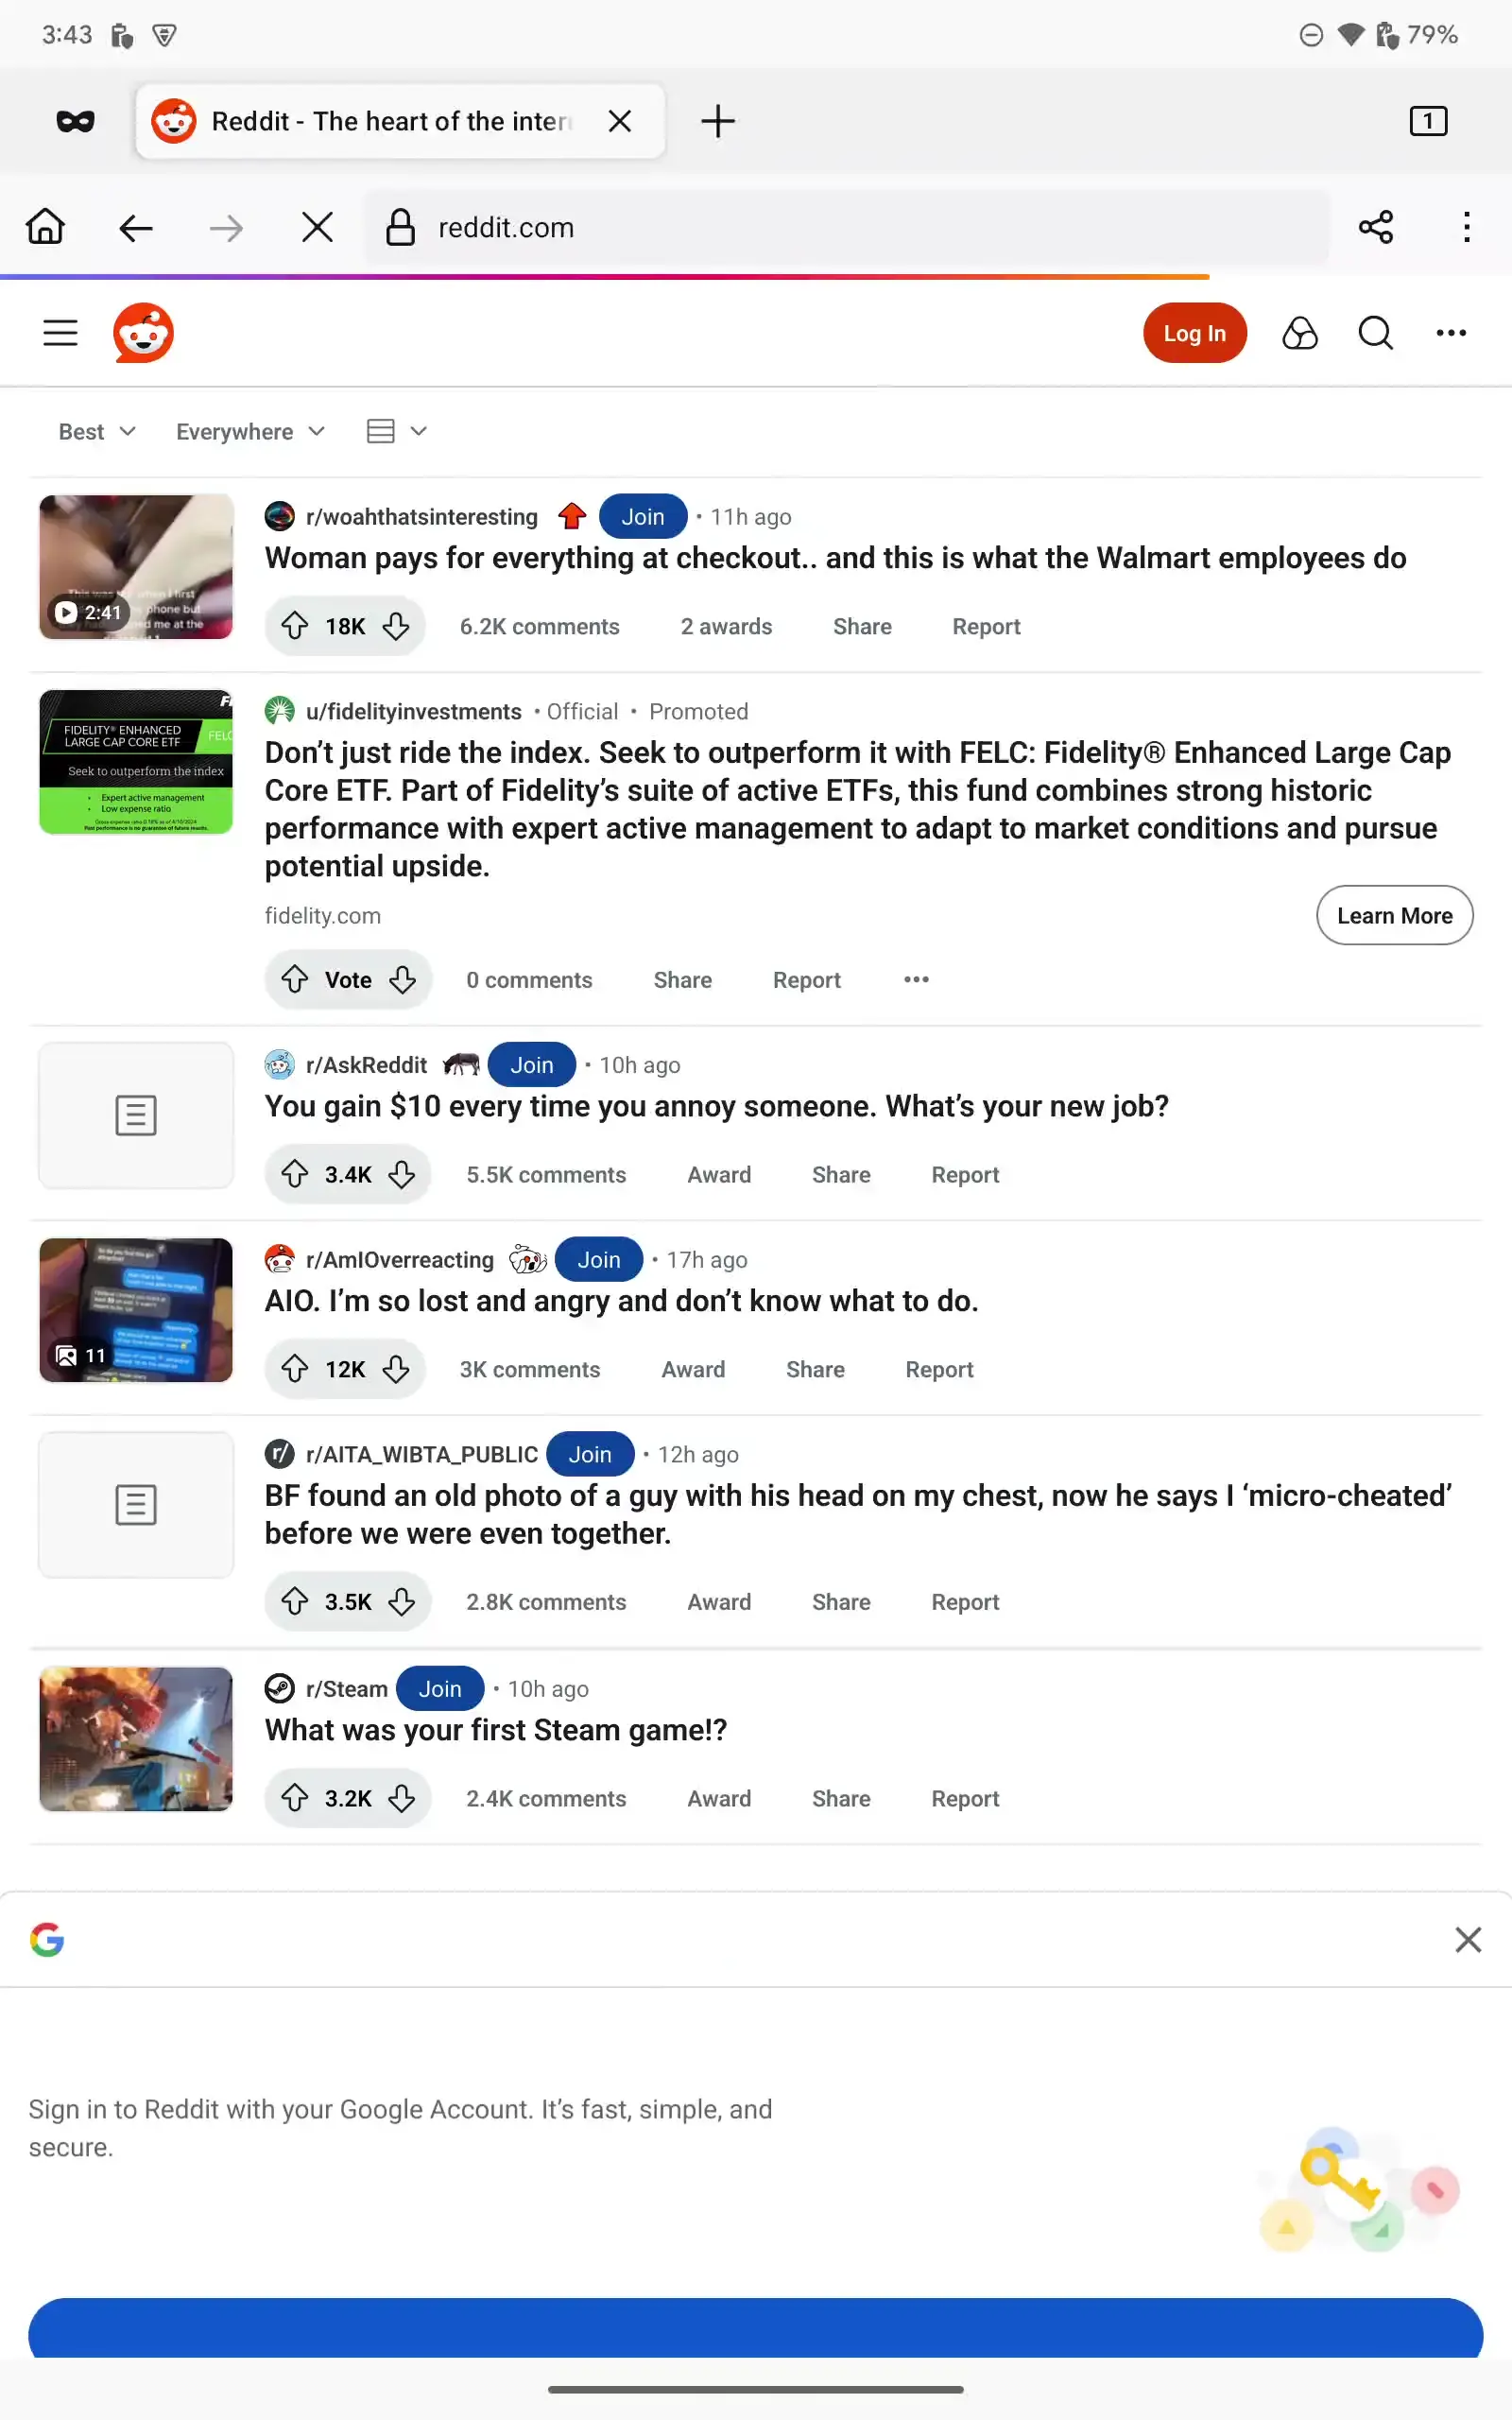 3:43
79%
Reddit - The heart of the inter
1
reddit.com
Log In
Best
Everywhere
r/woahthatsinteresting Join • 11h ago
Woman pays for everything at checkout.. and this is what the Walmart employees do
2:41
18K 6.2K comments 2 awards Share Report
FIDELITY® ENHANCED
LARGE CAP CORE ETF
FELC
Seek to outperform the index
• Expert active management
• Low expense ratio
u/fidelityinvestments • Official • Promoted
Don’t just ride the index. Seek to outperform it with FELC: Fidelity® Enhanced Large Cap
Core ETF. Part of Fidelity’s suite of active ETFs, this fund combines strong historic
performance with expert active management to adapt to market conditions and pursue
potential upside.
fidelity.com
Learn More
Vote 0 comments Share Report
r/AskReddit Join • 10h ago
You gain $10 every time you annoy someone. What’s your new job?
3.4K 5.5K comments Award Share Report
r/AmIOverreacting Join • 17h ago
AIO. I’m so lost and angry and don’t know what to do.
11
12K 3K comments Award Share Report
r/ r/AITA_WIBTA_PUBLIC Join • 12h ago
BF found an old photo of a guy with his head on my chest, now he says I ‘micro-cheated’
before we were even together.
3.5K 2.8K comments Award Share Report
r/Steam Join • 10h ago
What was your first Steam game!?
3.2K 2.4K comments Award Share Report
Sign in to Reddit with your Google Account. It’s fast, simple, and
secure.